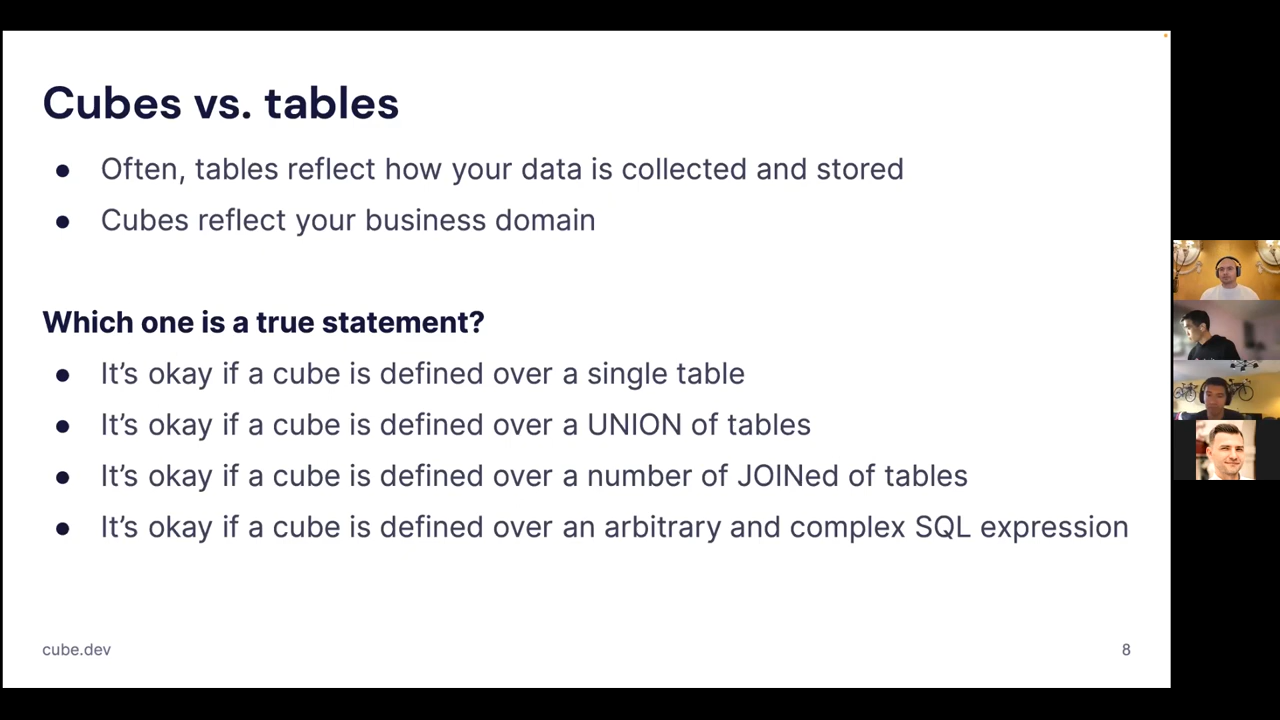 Cubes vs. tables
● Often, tables reflect how your data is collected and stored
● Cubes reflect your business domain
Which one is a true statement?
● It’s okay if a cube is defined over a single table
● It’s okay if a cube is defined over a UNION of tables
● It’s okay if a cube is defined over a number of JOINed of tables
● It’s okay if a cube is defined over an arbitrary and complex SQL expression
cube.dev
8